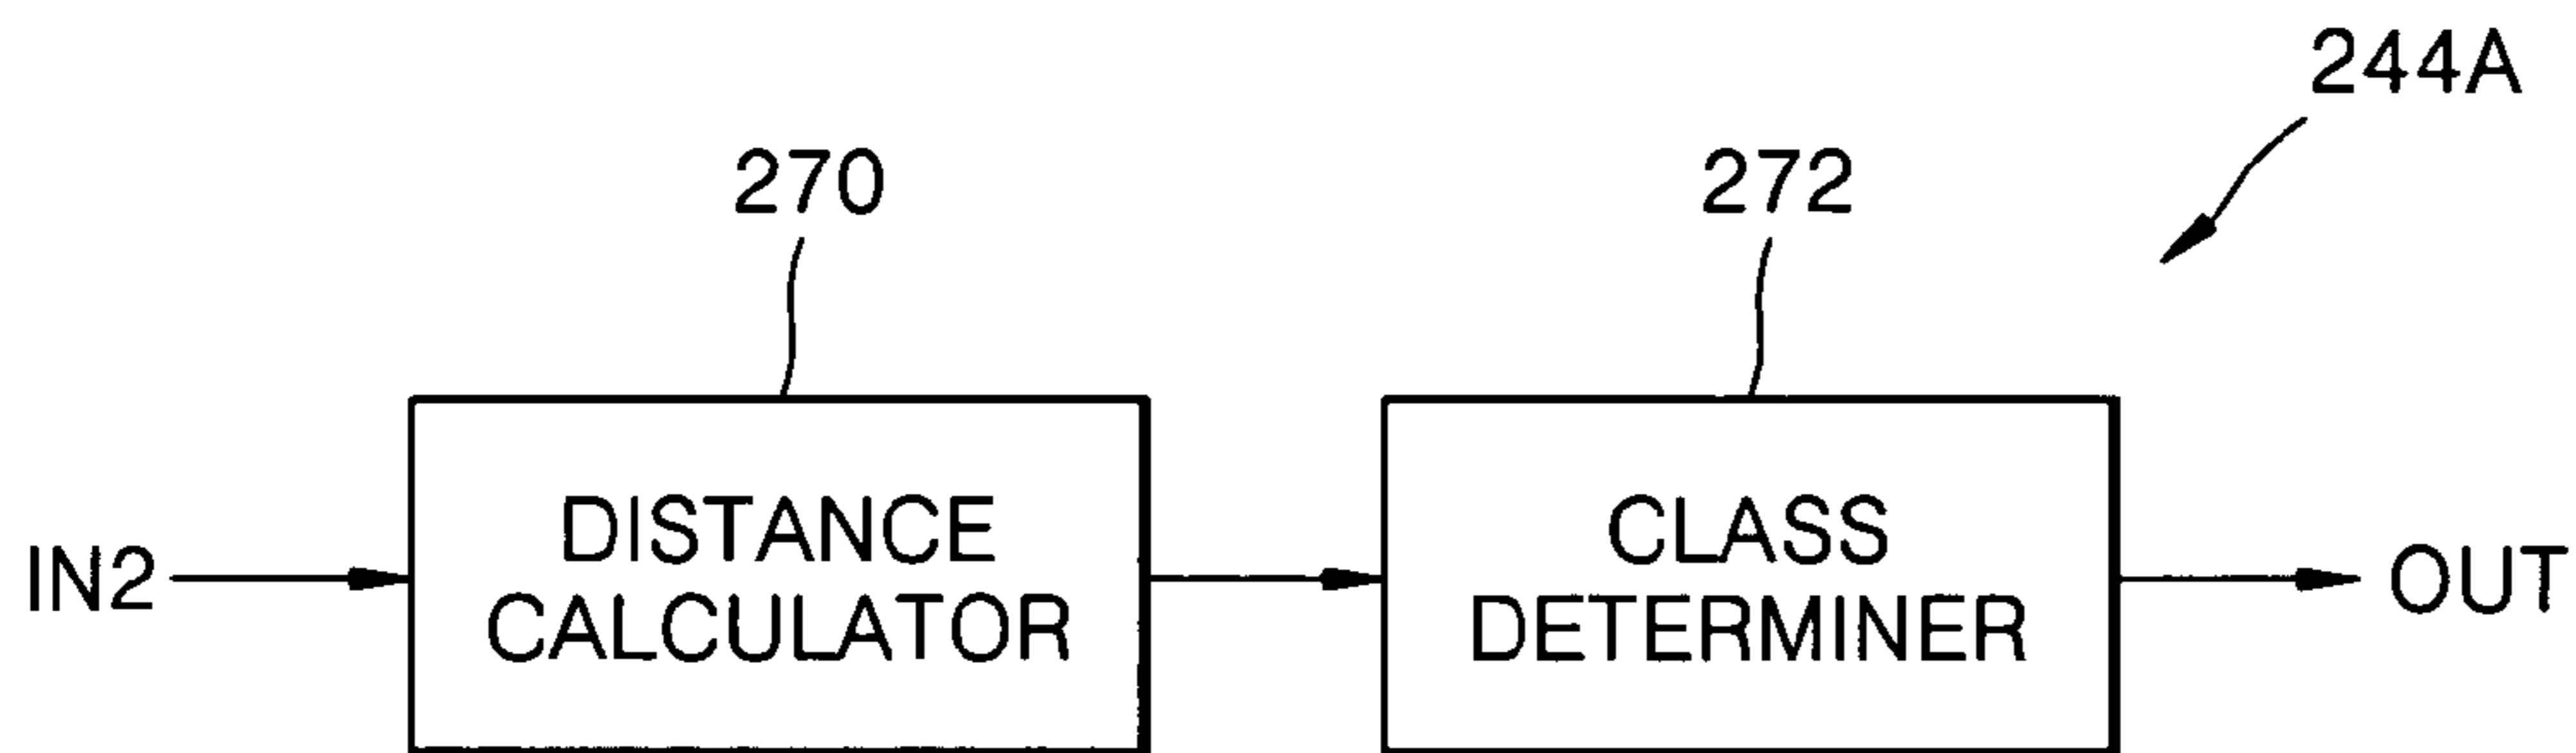 244A
270
272
IN2
DISTANCE
CALCULATOR
CLASS
DETERMINER
OUT